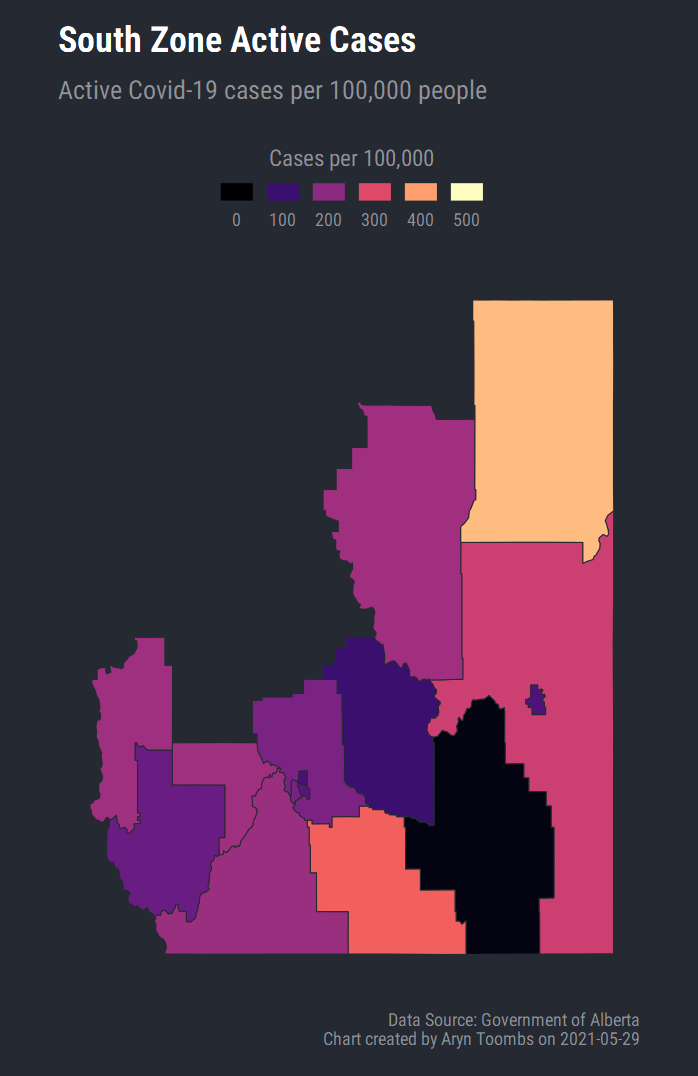 South Zone Active Cases
Active Covid-19 cases per 100,000 people
Cases per 100,000
0 100 200 300 400 500
Data Source: Government of Alberta
Chart created by Aryn Toombs on 2021-05-29